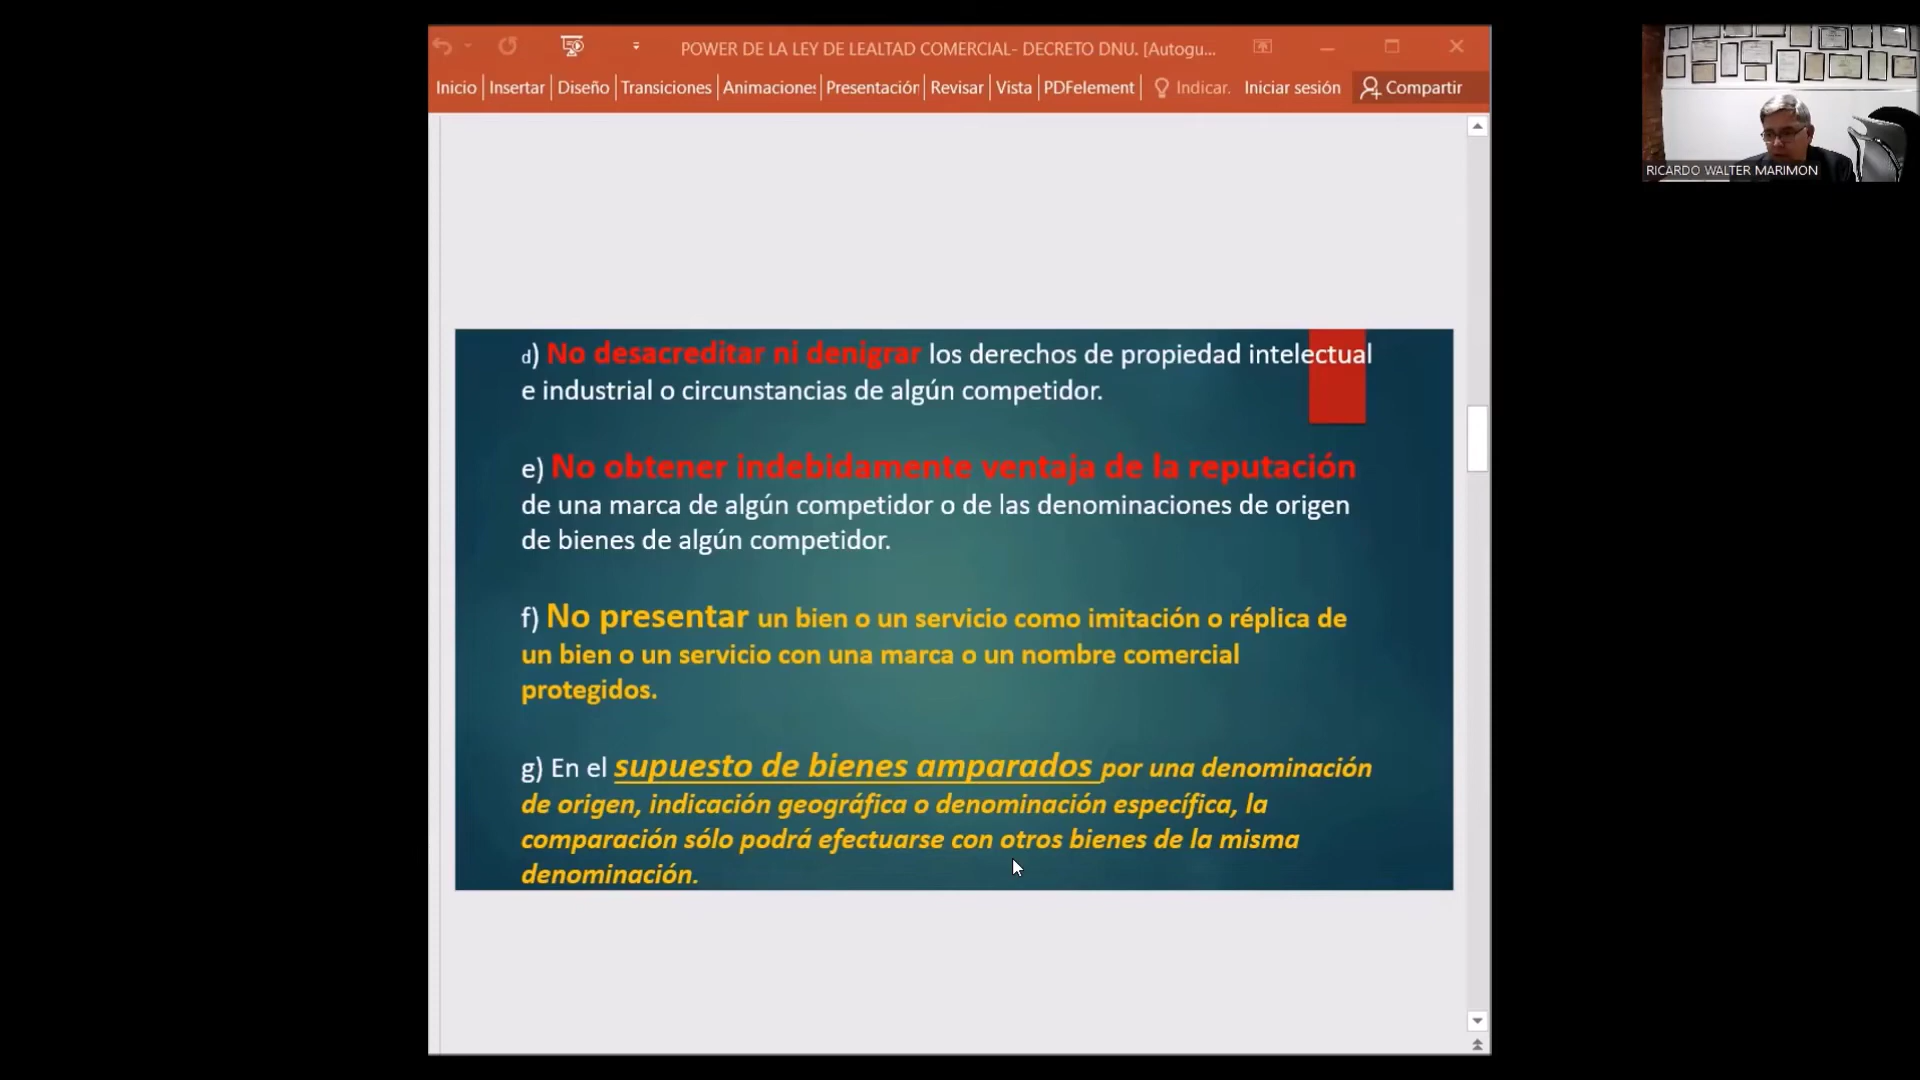 POWER DE LA LEY DE LEALTAD COMERCIAL- DECRETO DNU. [Autogu...
Inicio Insertar Diseño Transiciones Animaciones Presentación Revisar Vista PDFelement Indicar. Iniciar sesión Compartir
RICARDO WALTER MARIMON
d) No desacreditar ni denigrar los derechos de propiedad intelectual
e industrial o circunstancias de algún competidor.
e) No obtener indebidamente ventaja de la reputación
de una marca de algún competidor o de las denominaciones de origen
de bienes de algún competidor.
f) No presentar un bien o un servicio como imitación o réplica de
un bien o un servicio con una marca o un nombre comercial
protegidos.
g) En el supuesto de bienes amparados por una denominación
de origen, indicación geográfica o denominación específica, la
comparación sólo podrá efectuarse con otros bienes de la misma
denominación.